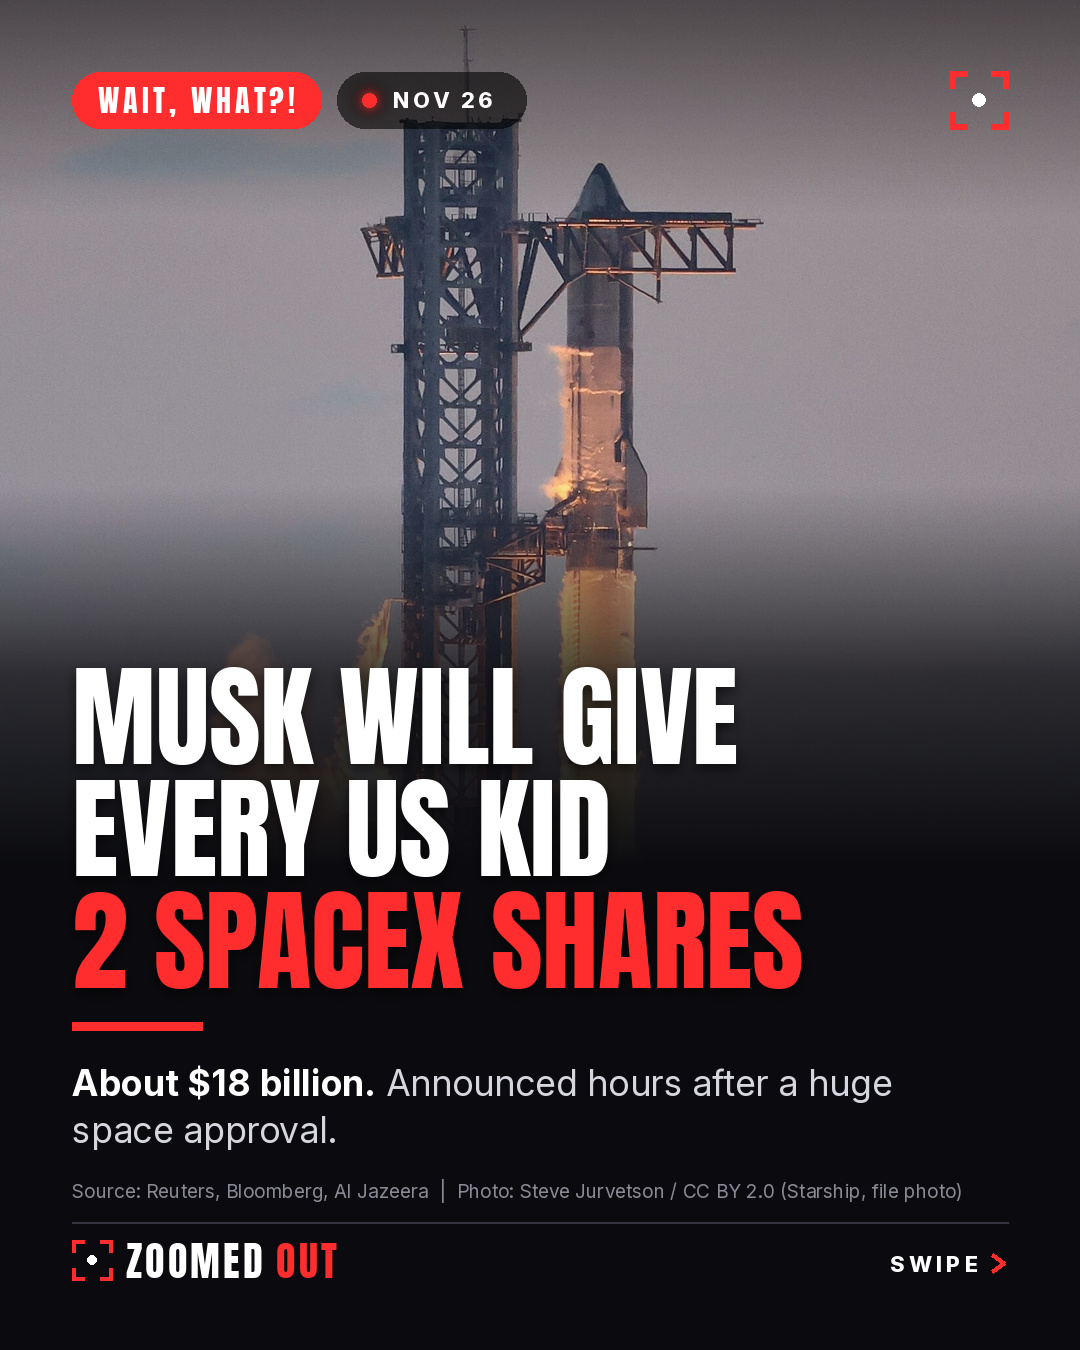 WAIT, WHAT?!
NOV 26
MUSK WILL GIVE
EVERY US KID
2 SPACEX SHARES
About $18 billion. Announced hours after a huge
space approval.
Source: Reuters, Bloomberg, Al Jazeera | Photo: Steve Jurvetson / CC BY 2.0 (Starship, file photo)
ZOOMED OUT
SWIPE >